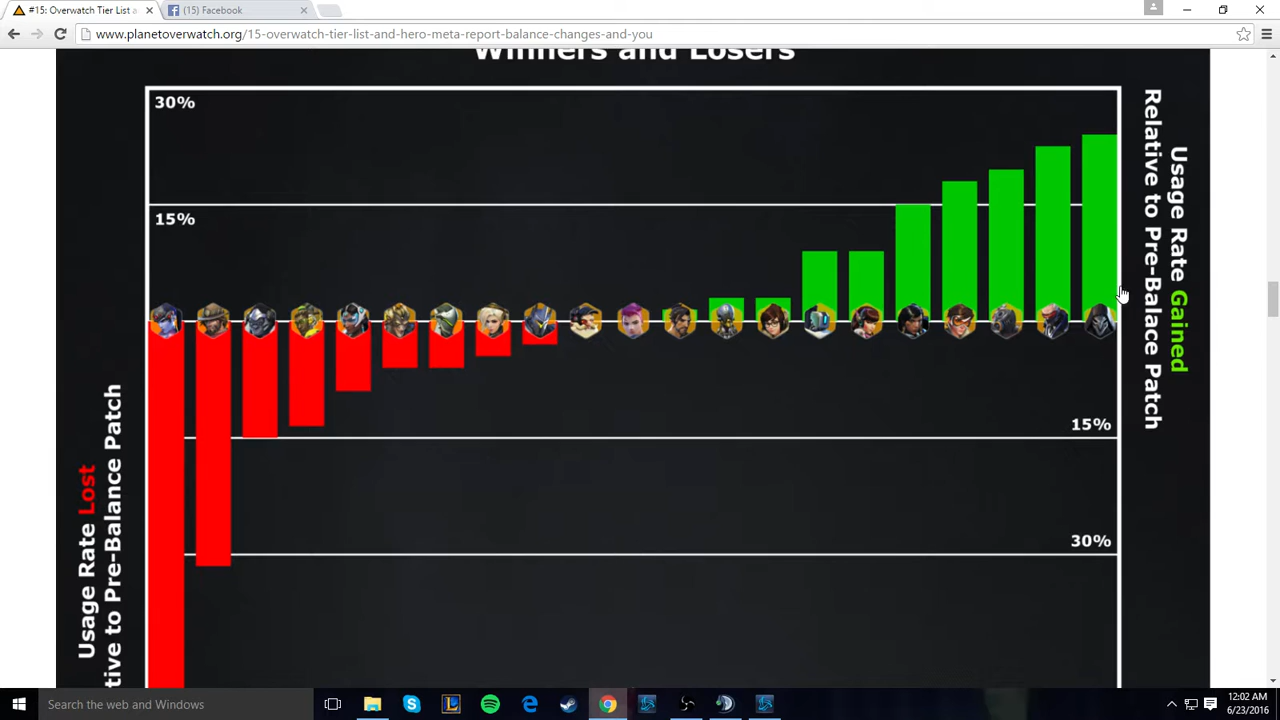 #15: Overwatch Tier List a
(15) Facebook
www.planetoverwatch.org/15-overwatch-tier-list-and-hero-meta-report-balance-changes-and-you
Winners and Losers
30%
15%
15%
30%
Usage Rate Lost
tive to Pre-Balance Patch
Usage Rate Gained
Relative to Pre-Balace Patch
Search the web and Windows
12:02 AM
6/23/2016